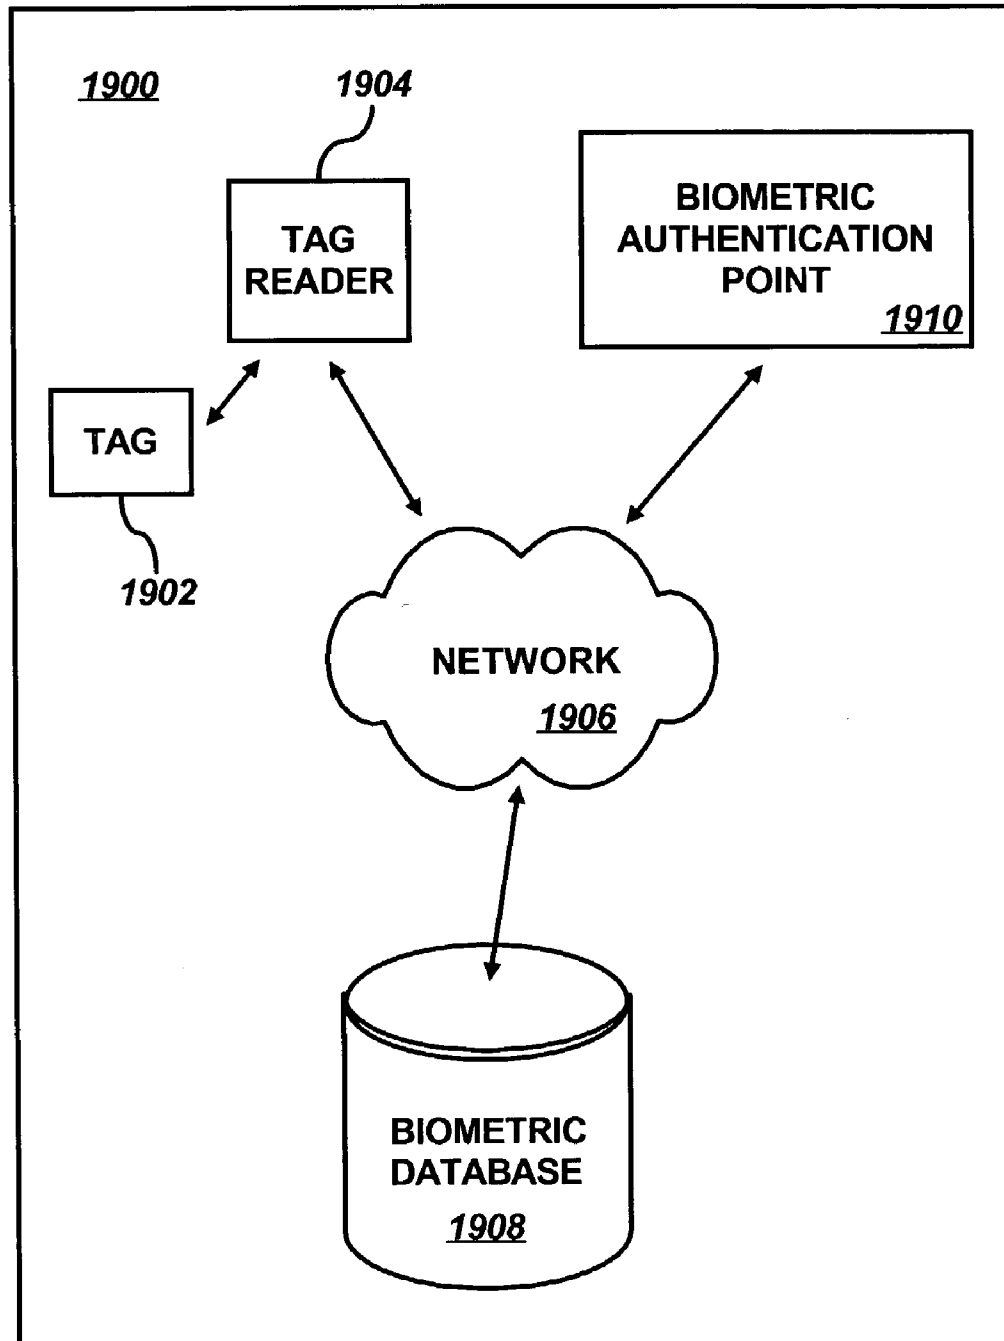 1900
1904
TAG
READER
BIOMETRIC
AUTHENTICATION
POINT
1910
TAG
1902
NETWORK
1906
BIOMETRIC
DATABASE
1908